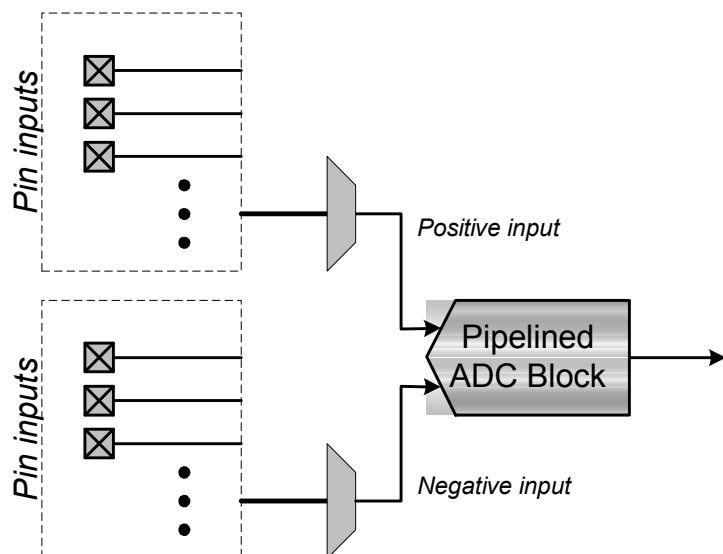 Pin inputs
Positive input
Pipelined
ADC Block
Pin inputs
Negative input